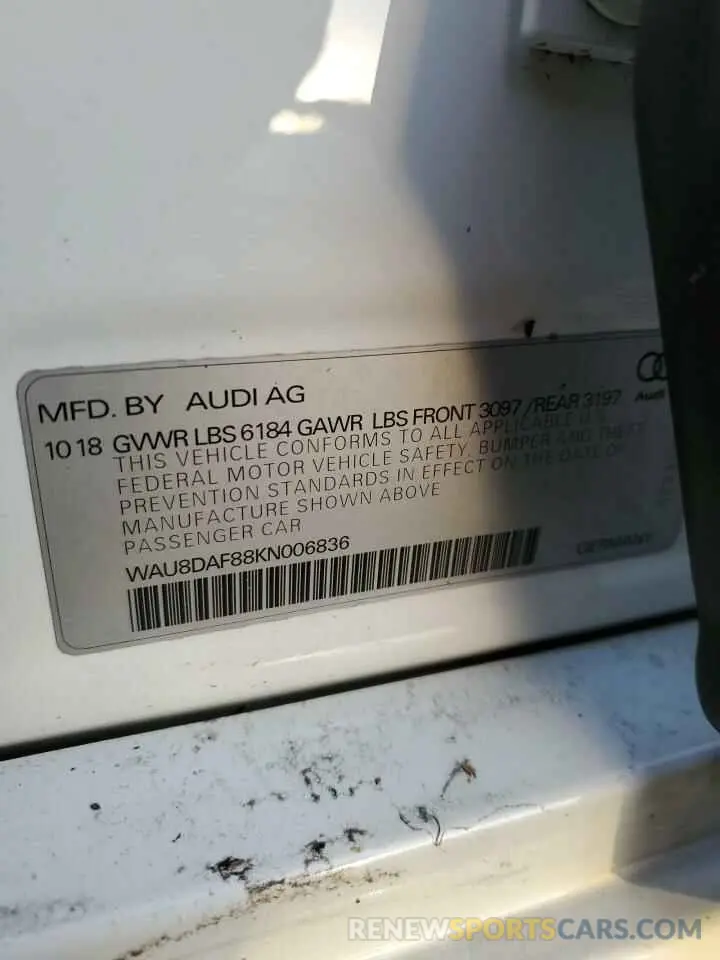 MFD. BY AUDI AG
Audi
10 18 GVWR LBS 6184 GAWR LBS FRONT 3097 / REAR 3197
THIS VEHICLE CONFORMS TO ALL APPLICABLE U.S.
FEDERAL MOTOR VEHICLE SAFETY, BUMPER AND THEFT
PREVENTION STANDARDS IN EFFECT ON THE DATE OF
MANUFACTURE SHOWN ABOVE
PASSENGER CAR
WAU8DAF88KN006836
GERMANY
RENEWSPORTSCARS.COM